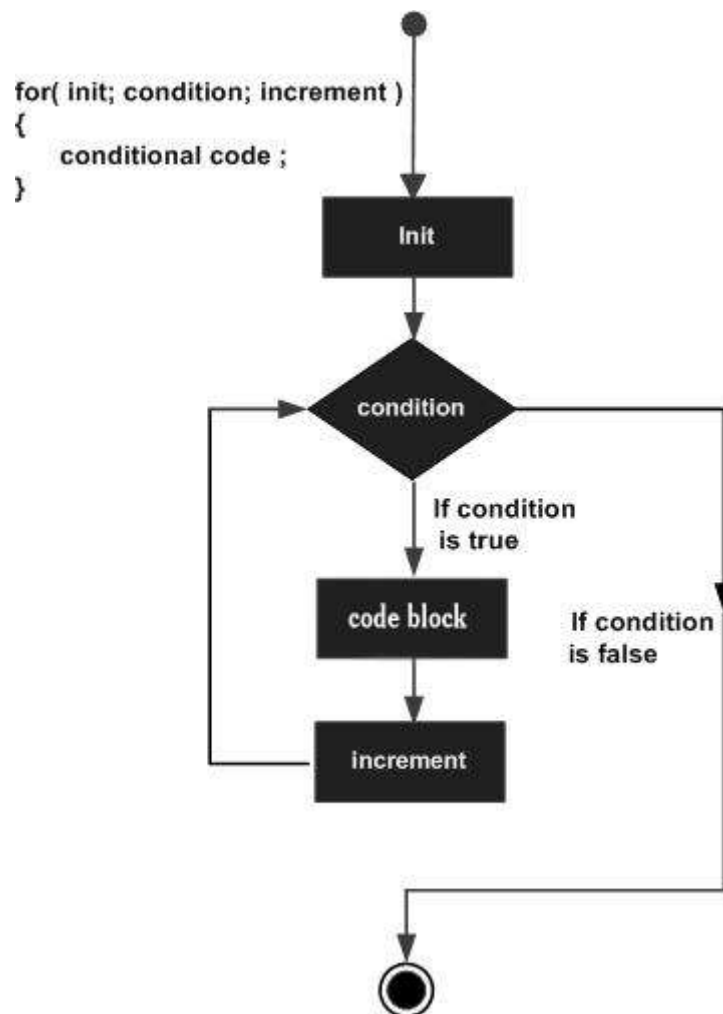 for( init; condition; increment )
{
conditional code ;
}
Init
condition
If condition
is true
code block
If condition
is false
increment